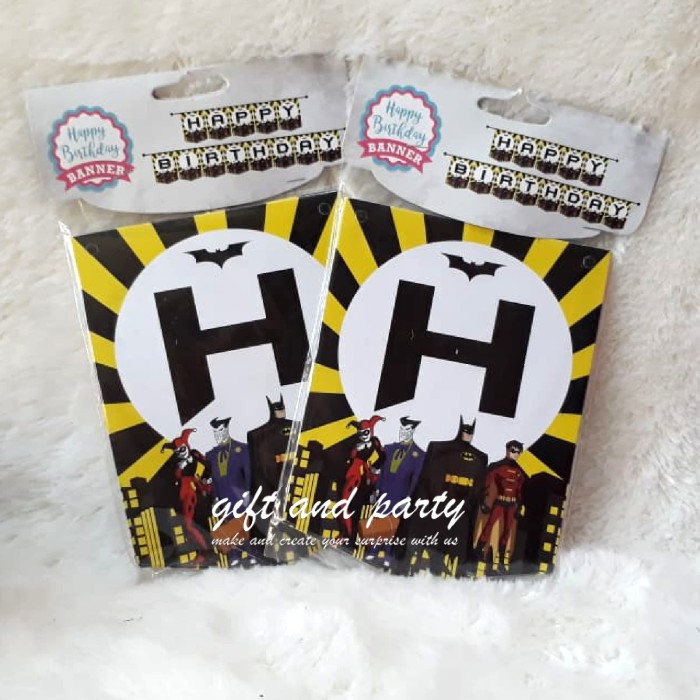 Happy
Birthday
BANNER
HAPPY
BIRTHDAY
Happy
Birthday
BANNER
HAPPY
BIRTHDAY
H
H
gift and party
make and create your surprise with us